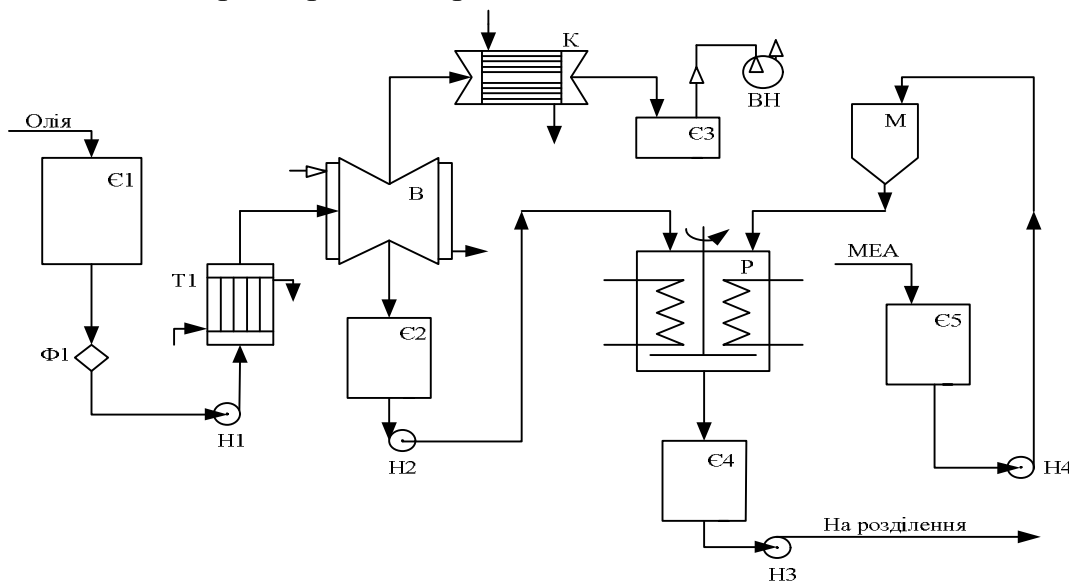 К
ВН
Олія
Є3
М
Є1
В
Т1
Р
МЕА
Є2
Є5
Ф1
Н1
Н2
Є4
Н4
На розділення
Н3